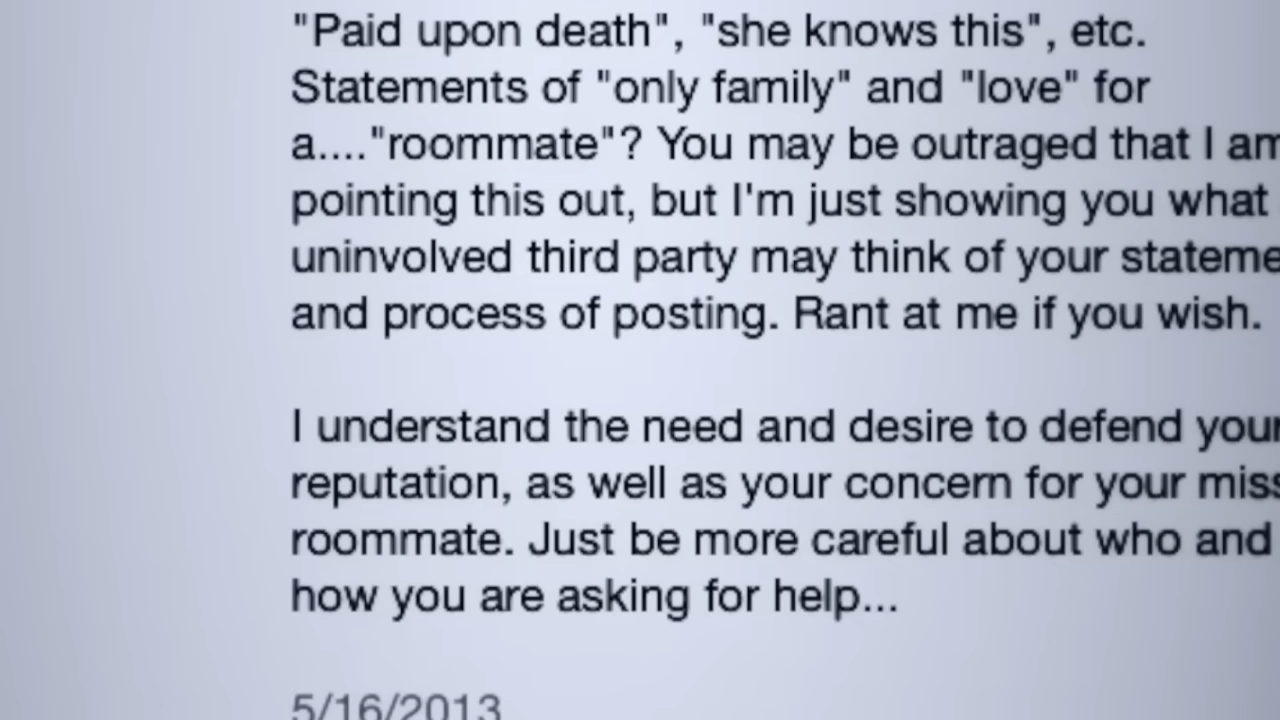 "Paid upon death", "she knows this", etc.
Statements of "only family" and "love" for
a...."roommate"? You may be outraged that I am
pointing this out, but I'm just showing you what
uninvolved third party may think of your
and process of posting. Rant at me if you wish.
I understand the need and desire to defend your
reputation, as well as your concern for your
roommate. Just be more careful about who and
how you are asking for help...
5/16/2013